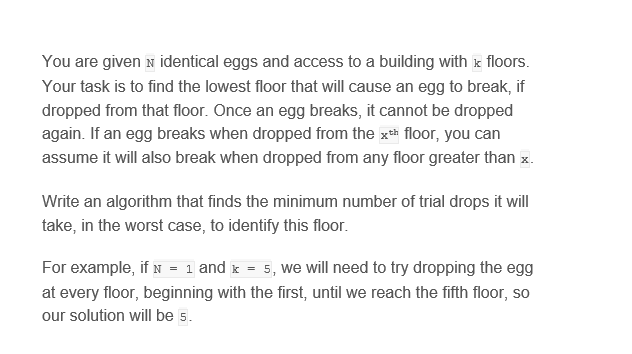 You are given N identical eggs and access to a building with k floors.
Your task is to find the lowest floor that will cause an egg to break, if
dropped from that floor. Once an egg breaks, it cannot be dropped
again. If an egg breaks when dropped from the xth floor, you can
assume it will also break when dropped from any floor greater than x.
Write an algorithm that finds the minimum number of trial drops it will
take, in the worst case, to identify this floor.
For example, if N = 1 and k = 5, we will need to try dropping the egg
at every floor, beginning with the first, until we reach the fifth floor, so
our solution will be 5.